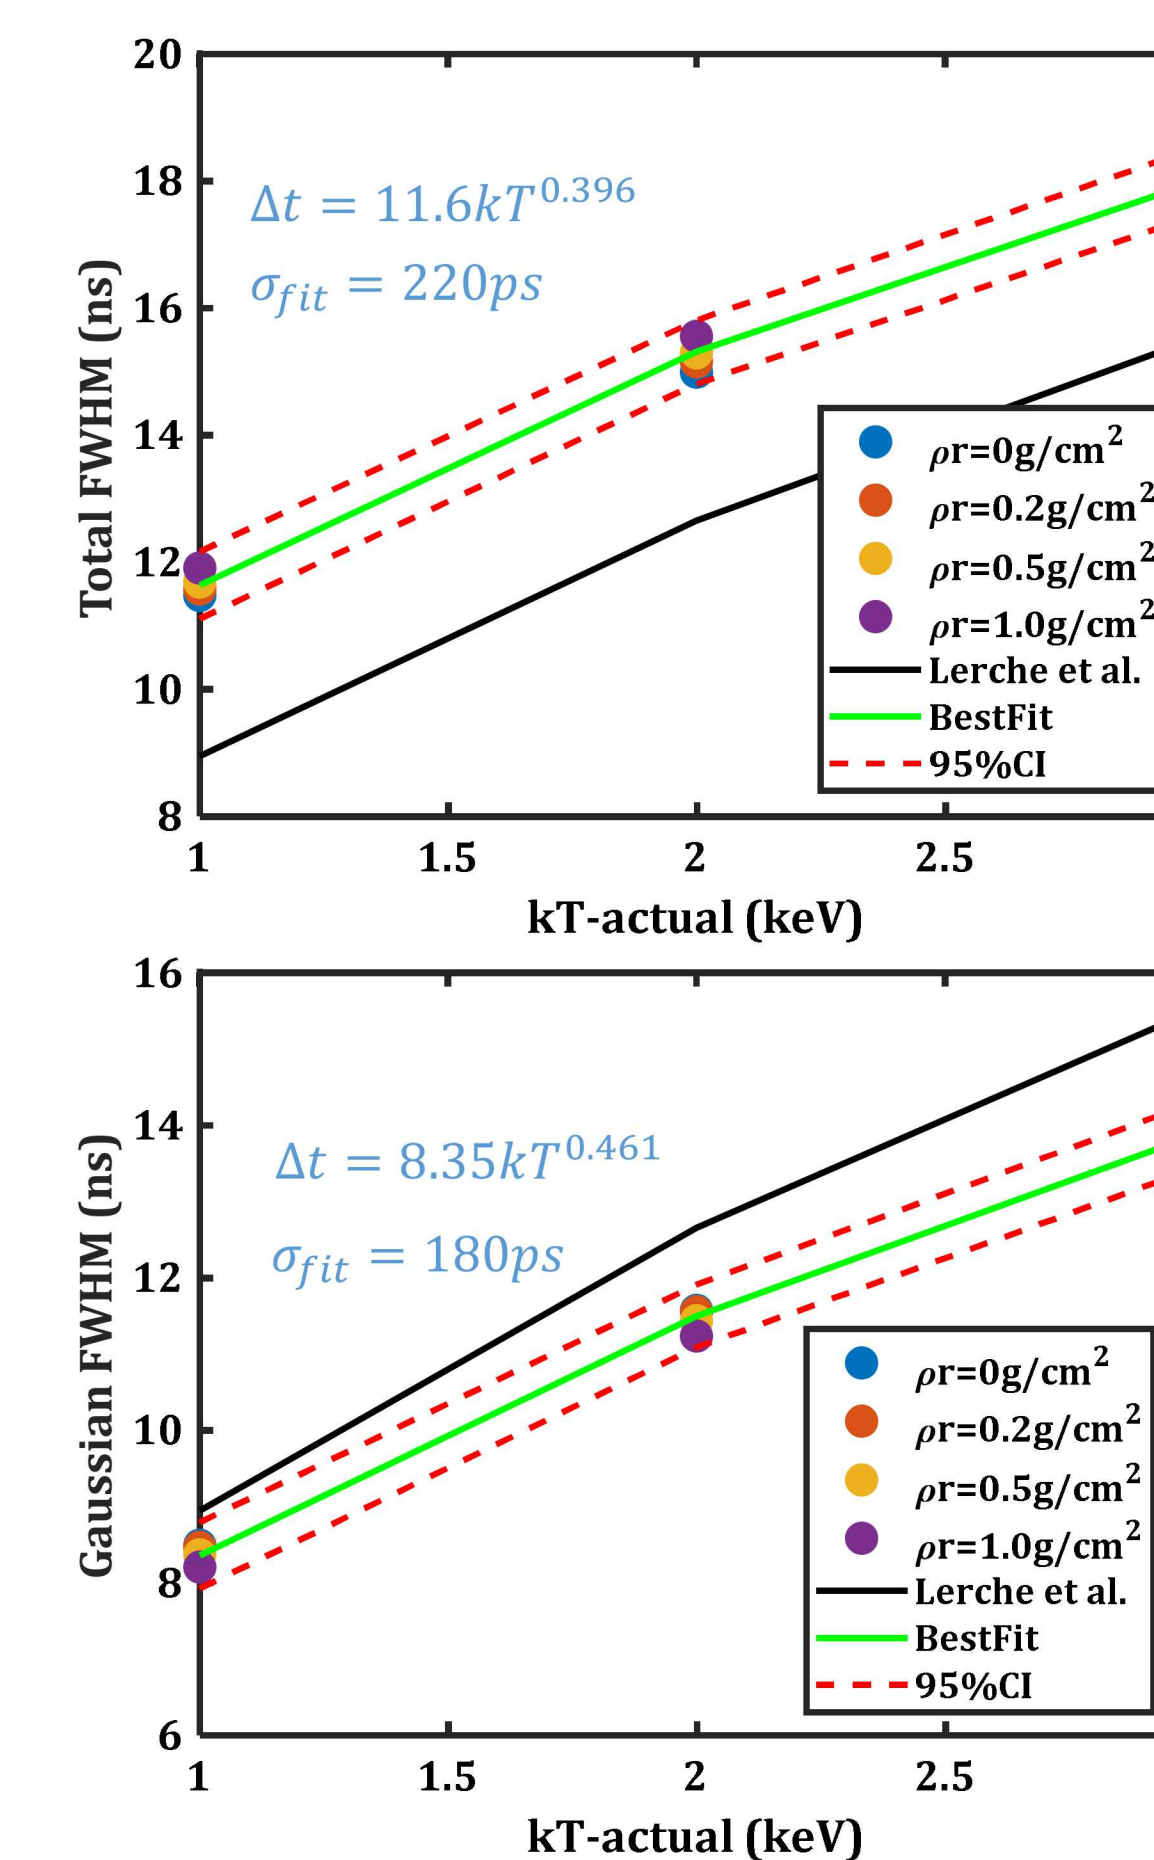 20
18
16
14
12
10
8
Total FWHM (ns)
Δt = 11.6kT^0.396
σ_fit = 220ps
ρr=0g/cm²
ρr=0.2g/cm²
ρr=0.5g/cm²
ρr=1.0g/cm²
Lerche et al.
BestFit
95%CI
1 1.5 2 2.5
kT-actual (keV)
16
14
12
10
8
6
Gaussian FWHM (ns)
Δt = 8.35kT^0.461
σ_fit = 180ps
ρr=0g/cm²
ρr=0.2g/cm²
ρr=0.5g/cm²
ρr=1.0g/cm²
Lerche et al.
BestFit
95%CI
1 1.5 2 2.5
kT-actual (keV)